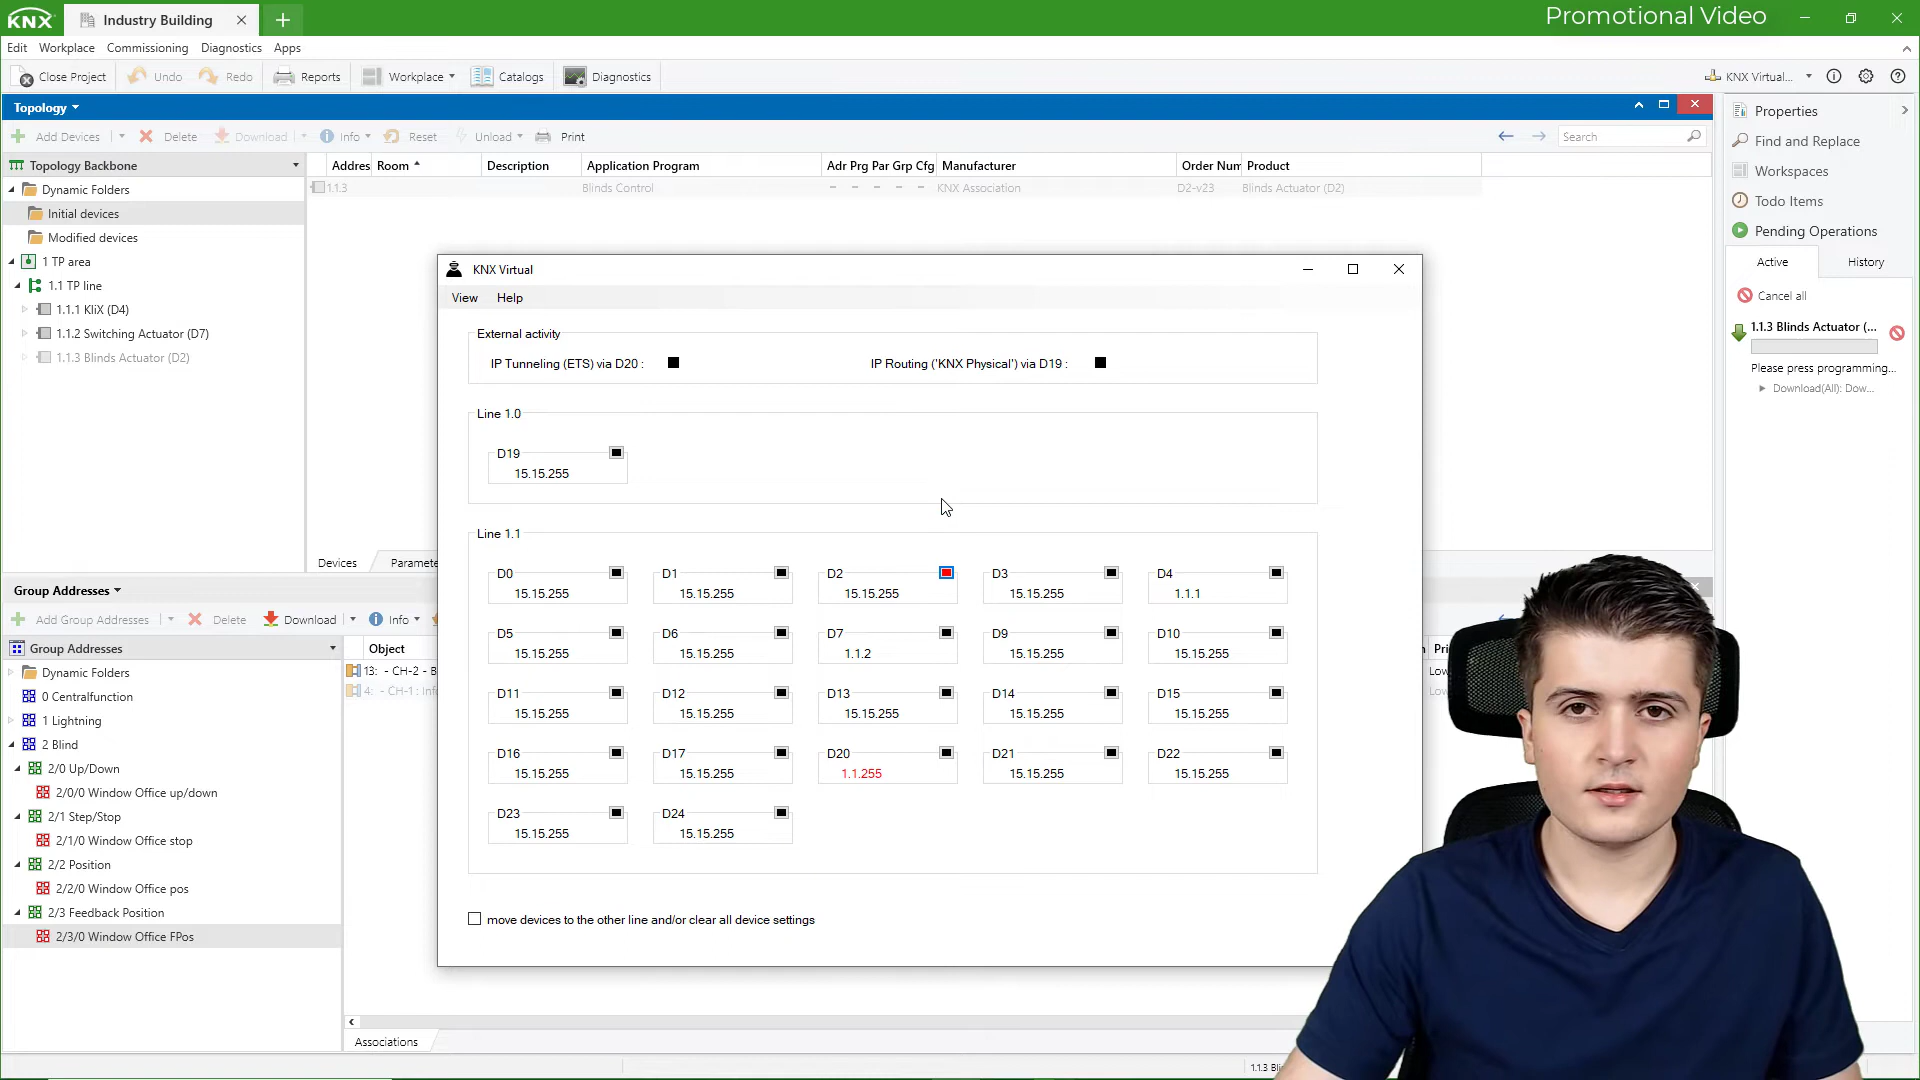 KNX
Industry Building
Promotional Video
Edit Workplace Commissioning Diagnostics Apps
Close Project Undo Redo Reports Workplace Catalogs Diagnostics KNX Virtual...
Topology
Add Devices Delete Download Info Reset Unload Print Search
Topology Backbone
Dynamic Folders
Initial devices
Modified devices
1 TP area
1.1 TP line
1.1.1 KliX (D4)
1.1.2 Switching Actuator (D7)
1.1.3 Blinds Actuator (D2)
Addres Room Description Application Program Adr Prg Par Grp Cfg Manufacturer Order Num Product
1.1.3 Blinds Control - - - - - KNX Association D2-v23 Blinds Actuator (D2)
Devices Paramete
Properties
Find and Replace
Workspaces
Todo Items
Pending Operations
Active History
Cancel all
1.1.3 Blinds Actuator (...
Please press programming...
Download(All): Dow...
KNX Virtual
View Help
External activity
IP Tunneling (ETS) via D20 : IP Routing ('KNX Physical') via D19 :
Line 1.0
D19
15.15.255
Line 1.1
D0 D1 D2 D3 D4
15.15.255 15.15.255 15.15.255 15.15.255 1.1.1
D5 D6 D7 D9 D10
15.15.255 15.15.255 1.1.2 15.15.255 15.15.255
D11 D12 D13 D14 D15
15.15.255 15.15.255 15.15.255 15.15.255 15.15.255
D16 D17 D20 D21 D22
15.15.255 15.15.255 1.1.255 15.15.255 15.15.255
D23 D24
15.15.255 15.15.255
move devices to the other line and/or clear all device settings
Group Addresses
Add Group Addresses Delete Download Info
Group Addresses
Dynamic Folders
0 Centralfunction
1 Lightning
2 Blind
2/0 Up/Down
2/0/0 Window Office up/down
2/1 Step/Stop
2/1/0 Window Office stop
2/2 Position
2/2/0 Window Office pos
2/3 Feedback Position
2/3/0 Window Office FPos
Object
13: - CH-2 - B
4: - CH-1 : Inf
n Pri
Low
Low
Associations
1.1.3 Bli